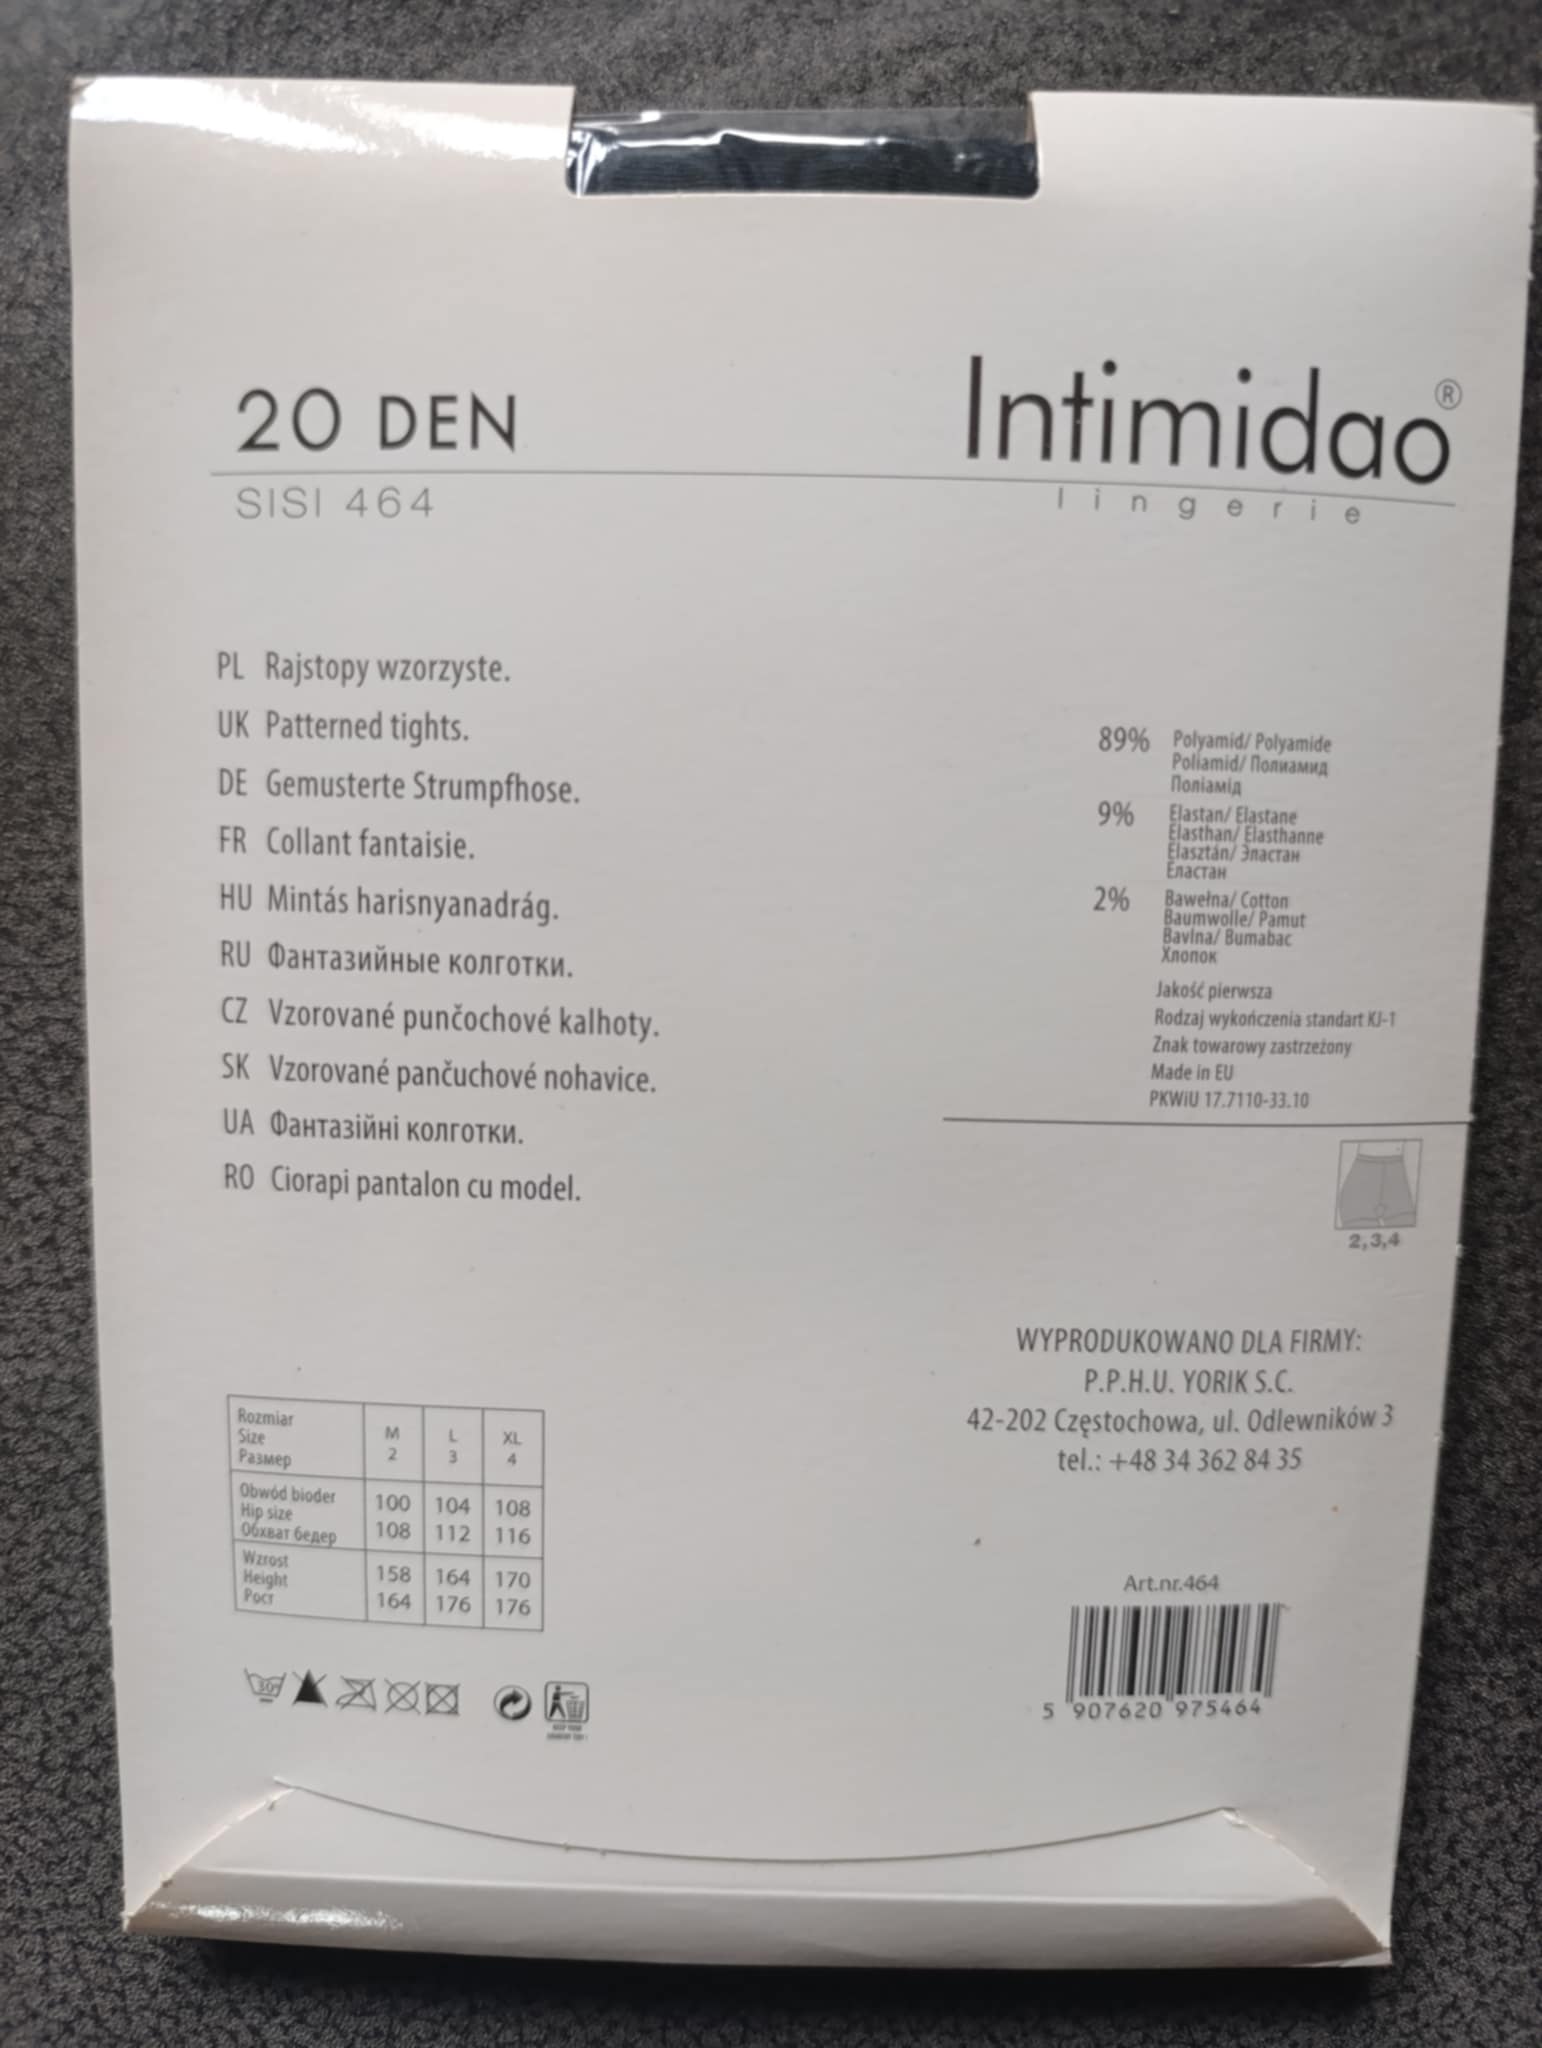 20 DEN
SISI 464
Intimidao®
lingerie
PL Rajstopy wzorzyste.
UK Patterned tights.
DE Gemusterte Strumpfhose.
FR Collant fantaisie.
HU Mintás harisnyanadrág.
RU Фантазийные колготки.
CZ Vzorované punčochové kalhoty.
SK Vzorované pančuchové nohavice.
UA Фантазійні колготки.
RO Ciorapi pantalon cu model.
89% Polyamid/ Polyamide
Poliamid/ Полиамид
Поліамід
9% Elastan/ Elastane
Elasthan/ Elasthanne
Elasztán/ Эластан
Еластан
2% Bawełna/ Cotton
Baumwolle/ Pamut
Bavlna/ Bumabac
Хлопок
Jakość pierwsza
Rodzaj wykończenia standart KJ-1
Znak towarowy zastrzeżony
Made in EU
PKWiU 17.7110-33.10
2,3,4
WYPRODUKOWANO DLA FIRMY:
P.P.H.U. YORIK S.C.
42-202 Częstochowa, ul. Odlewników 3
tel.: +48 34 362 84 35
Rozmiar
Size
Размер
M L XL
2 3 4
Obwód bioder
Hip size
Обхват бедер
100 104 108
108 112 116
Wzrost
Height
Рост
158 164 170
164 176 176
30°
Art.nr.464
5 907620 975464